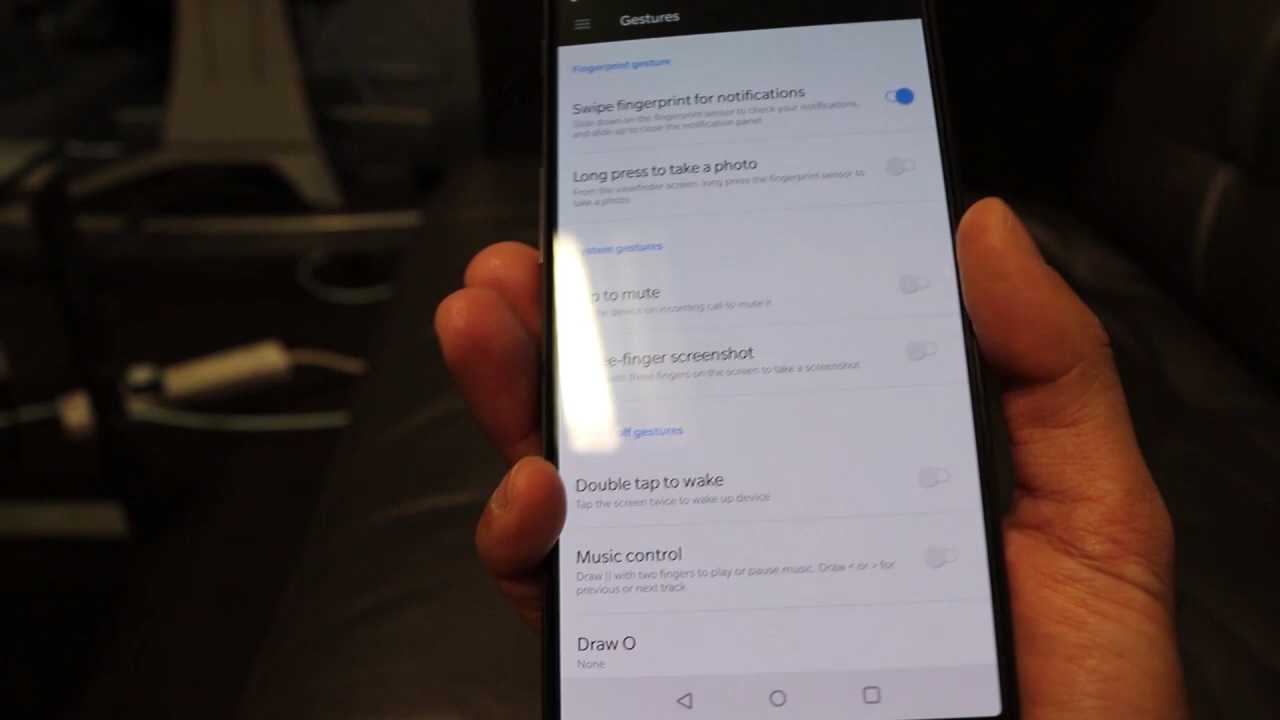 Gestures
Fingerprint gesture
Swipe fingerprint for notifications
Slide down on the fingerprint sensor to check your notifications,
and slide up to close the notification panel
Long press to take a photo
From the viewfinder screen, long press the fingerprint sensor to
take a photo
stem gestures
p to mute
device on incoming call to mute it
e-finger screenshot
three fingers on the screen to take a screenshot
off gestures
Double tap to wake
Tap the screen twice to wake up device
Music control
Draw || with two fingers to play or pause music. Draw < or > for
previous or next track
Draw O
None